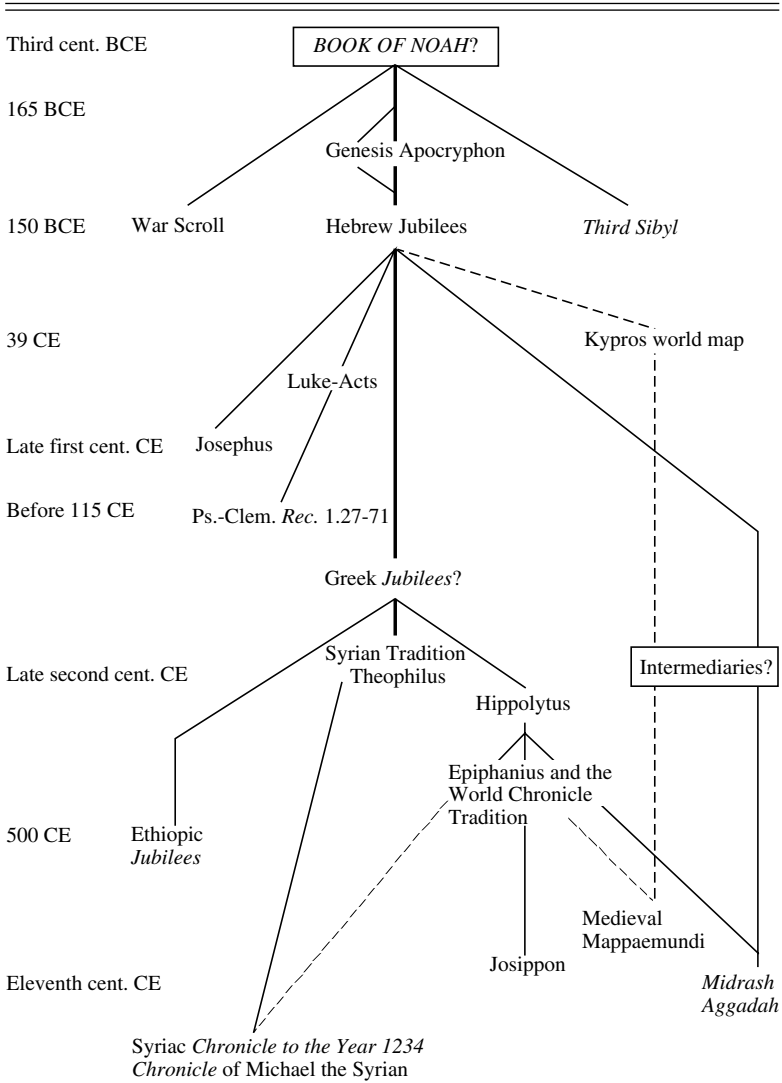 Third cent. BCE
BOOK OF NOAH?
165 BCE
Genesis Apocryphon
150 BCE
War Scroll
Hebrew Jubilees
Third Sibyl
39 CE
Kypros world map
Luke-Acts
Late first cent. CE
Josephus
Before 115 CE
Ps.-Clem. Rec. 1.27-71
Greek Jubilees?
Late second cent. CE
Syrian Tradition
Theophilus
Intermediaries?
Hippolytus
Epiphanius and the
World Chronicle
Tradition
500 CE
Ethiopic
Jubilees
Medieval
Mappaemundi
Josippon
Eleventh cent. CE
Midrash
Aggadah
Syriac Chronicle to the Year 1234
Chronicle of Michael the Syrian